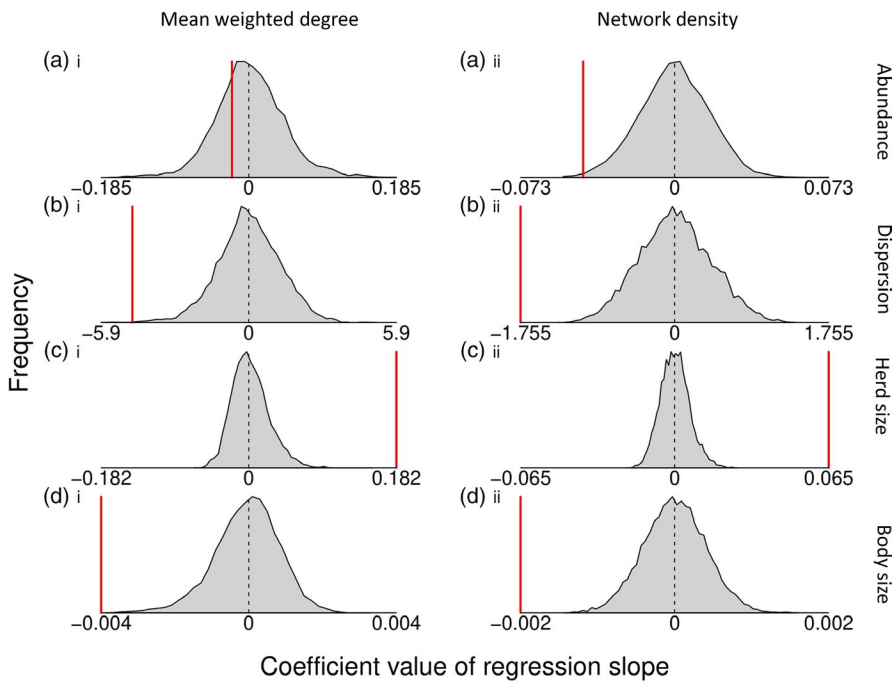 Mean weighted degree
Network density
(a) i
(a) ii
Abundance
−0.185 0 0.185
−0.073 0 0.073
(b) i
(b) ii
Dispersion
−5.9 0 5.9
−1.755 0 1.755
(c) i
(c) ii
Herd size
−0.182 0 0.182
−0.065 0 0.065
(d) i
(d) ii
Body size
−0.004 0 0.004
−0.002 0 0.002
Frequency
Coefficient value of regression slope